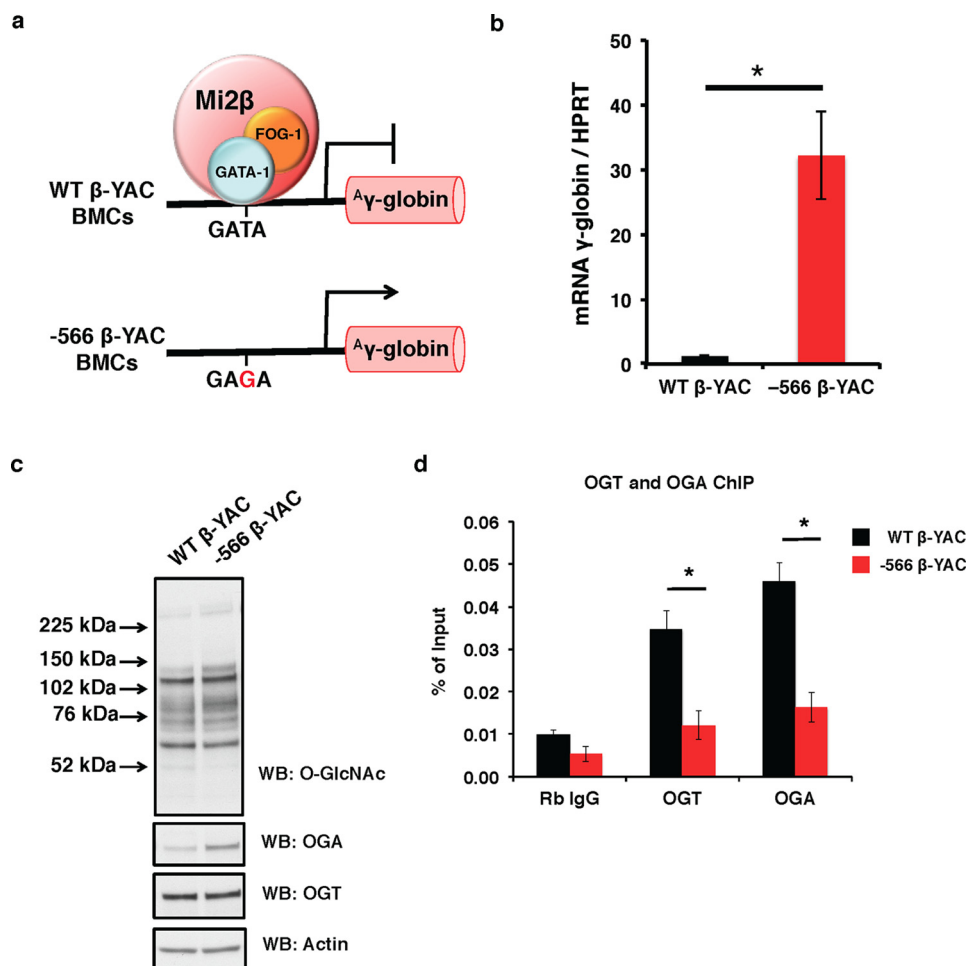 a
Mi2β
FOG-1
GATA-1
WT β-YAC
BMCs
ᴬγ-globin
GATA
-566 β-YAC
BMCs
ᴬγ-globin
GAGA
b
mRNA γ-globin / HPRT
50
40
30
20
10
0
*
WT β-YAC
–566 β-YAC
c
WT β-YAC
-566 β-YAC
225 kDa
150 kDa
102 kDa
76 kDa
52 kDa
WB: O-GlcNAc
WB: OGA
WB: OGT
WB: Actin
d
OGT and OGA ChIP
% of Input
0.06
0.05
0.04
0.03
0.02
0.01
0.00
*
*
WT β-YAC
-566 β-YAC
Rb IgG
OGT
OGA